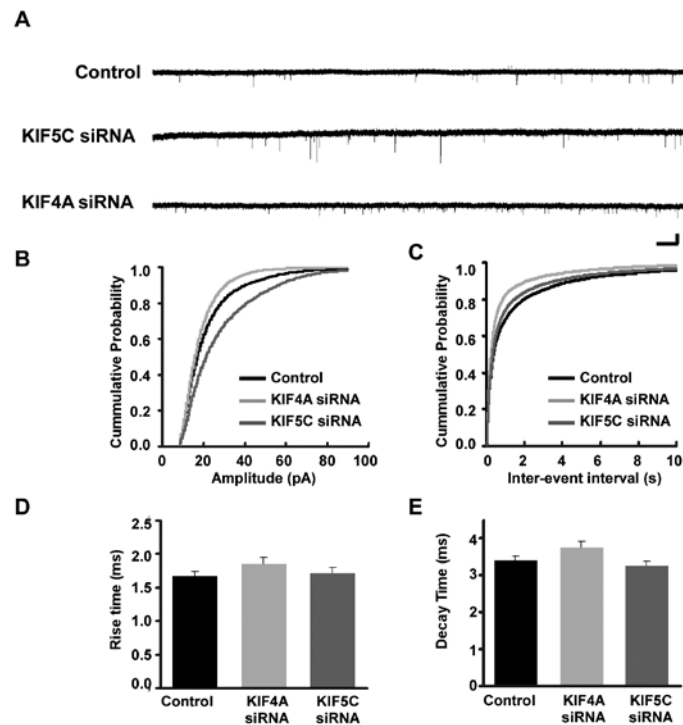 A
Control
KIF5C siRNA
KIF4A siRNA
B
Cummulative Probability
1.0
0.8
0.6
0.4
0.2
0.0
Control
KIF4A siRNA
KIF5C siRNA
0 20 40 60 80 100
Amplitude (pA)
C
Cummulative Probability
1.0
0.8
0.6
0.4
0.2
0.0
Control
KIF4A siRNA
KIF5C siRNA
0 2 4 6 8 10
Inter-event interval (s)
D
Rise time (ms)
2.5
2.0
1.5
1.0
0.5
0.0
Control KIF4A siRNA KIF5C siRNA
E
Decay Time (ms)
4
3
2
1
0
Control KIF4A siRNA KIF5C siRNA